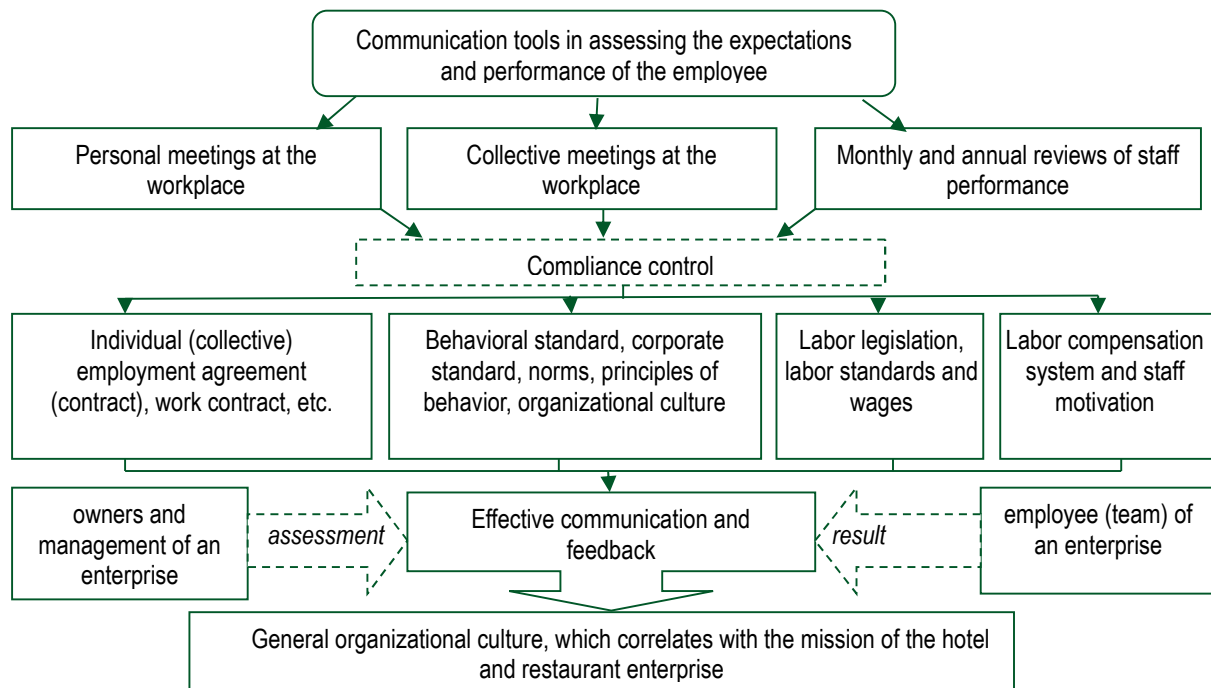 Communication tools in assessing the expectations
and performance of the employee
Personal meetings at the
workplace
Collective meetings at the
workplace
Monthly and annual reviews of staff
performance
Compliance control
Individual (collective)
employment agreement
(contract), work contract, etc.
Behavioral standard, corporate
standard, norms, principles of
behavior, organizational culture
Labor legislation,
labor standards and
wages
Labor compensation
system and staff
motivation
owners and
management of an
enterprise
assessment
Effective communication and
feedback
result
employee (team) of
an enterprise
General organizational culture, which correlates with the mission of the hotel
and restaurant enterprise